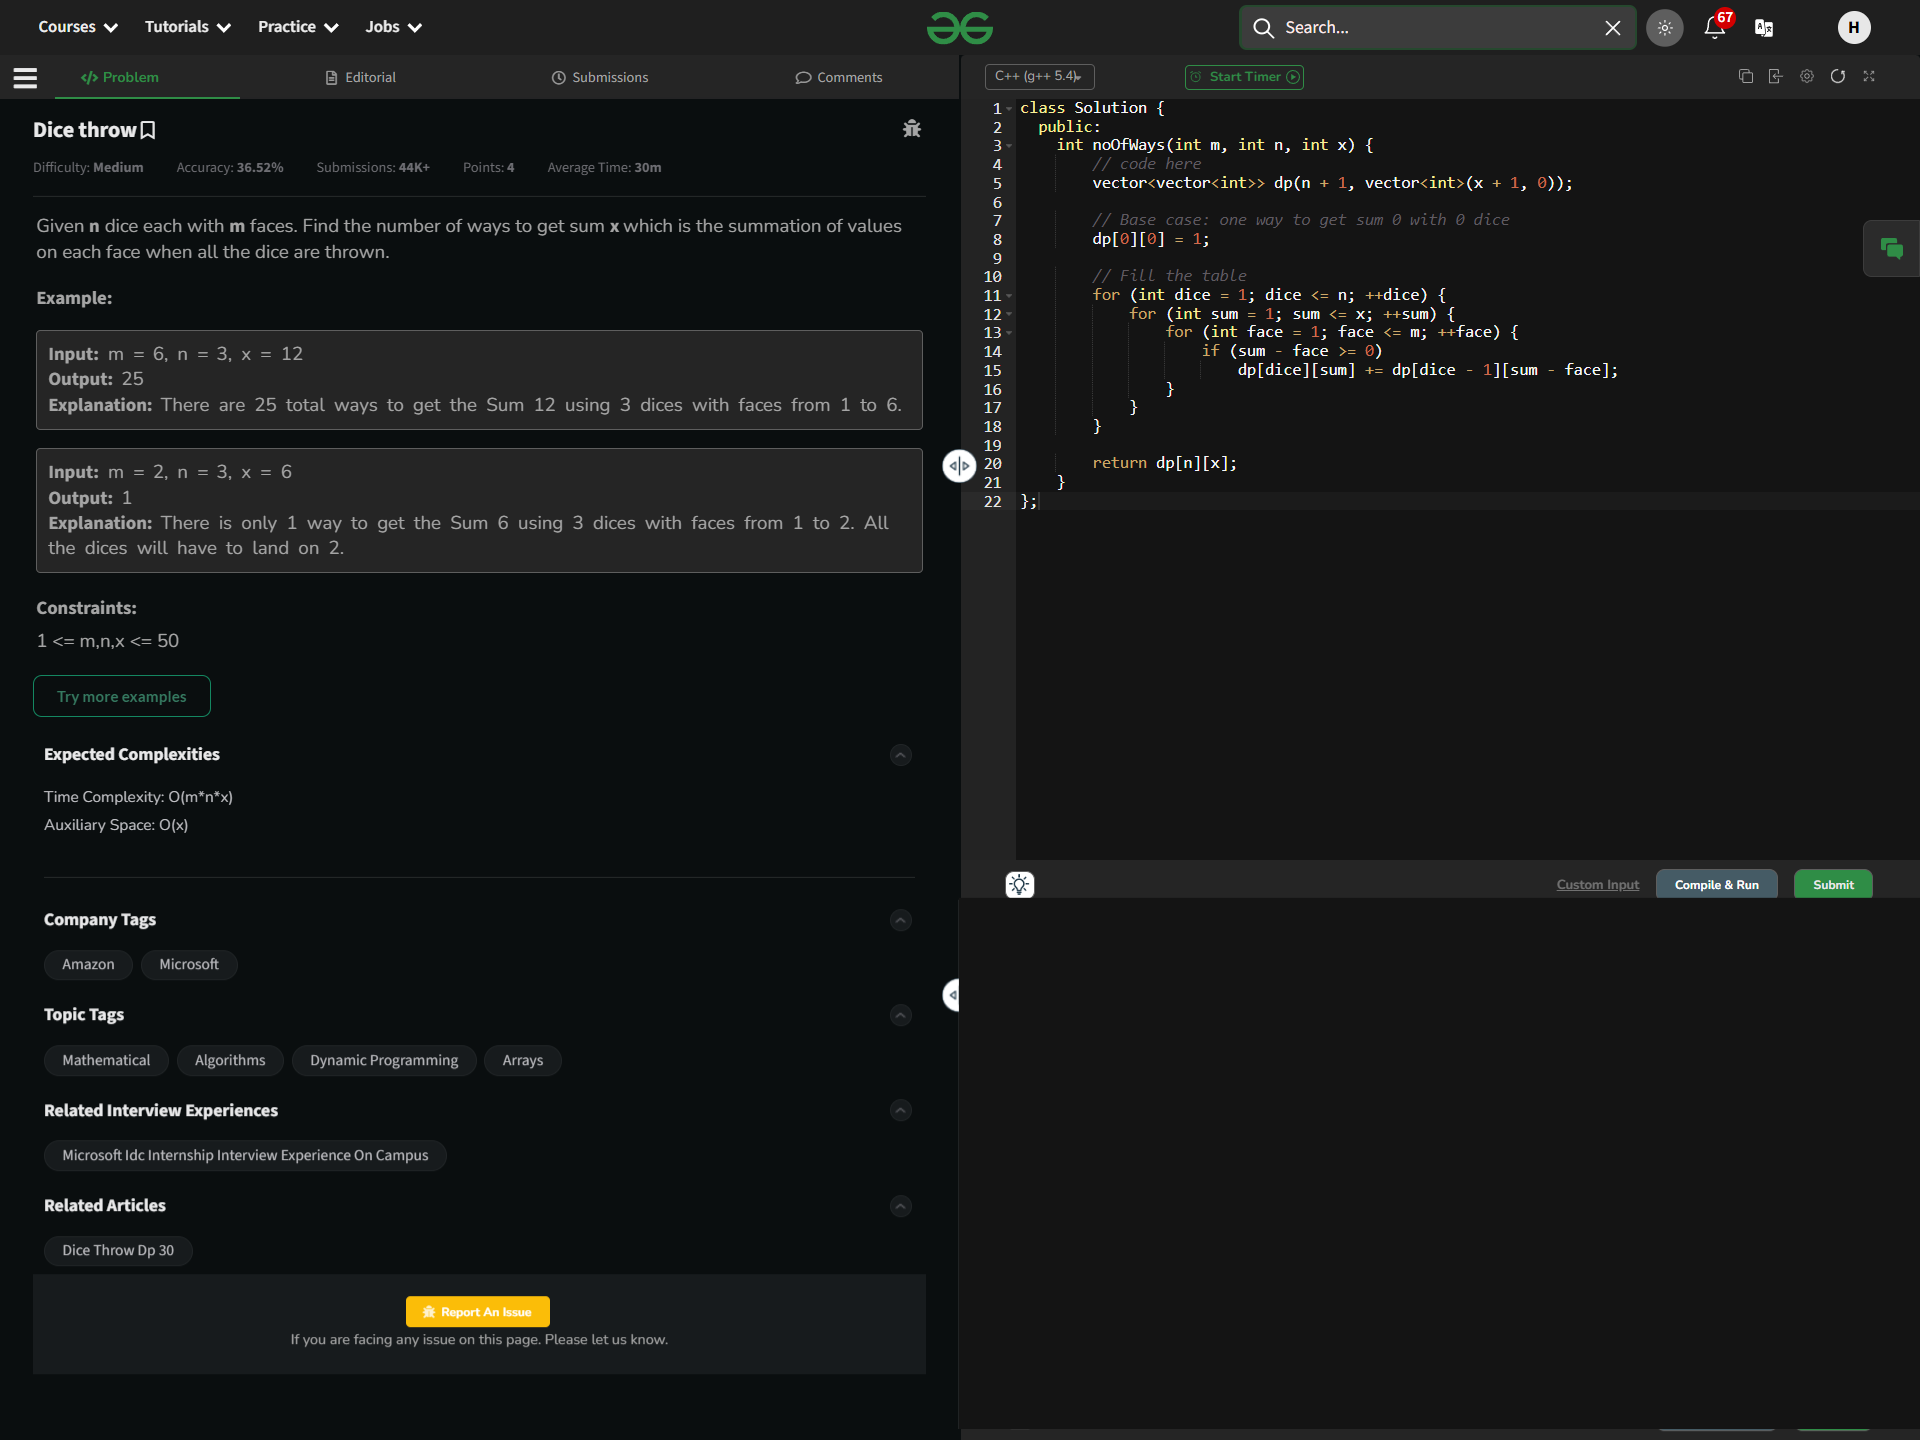 Courses Tutorials Practice Jobs
Search...
67
H
Problem Editorial Submissions Comments
C++ (g++ 5.4) Start Timer
Dice throw
Difficulty: Medium Accuracy: 36.52% Submissions: 44K+ Points: 4 Average Time: 30m
Given n dice each with m faces. Find the number of ways to get sum x which is the summation of values
on each face when all the dice are thrown.
Example:
Input: m = 6, n = 3, x = 12
Output: 25
Explanation: There are 25 total ways to get the Sum 12 using 3 dices with faces from 1 to 6.
Input: m = 2, n = 3, x = 6
Output: 1
Explanation: There is only 1 way to get the Sum 6 using 3 dices with faces from 1 to 2. All
the dices will have to land on 2.
Constraints:
1 <= m,n,x <= 50
Try more examples
Expected Complexities
Time Complexity: O(m*n*x)
Auxiliary Space: O(x)
Company Tags
Amazon Microsoft
Topic Tags
Mathematical Algorithms Dynamic Programming Arrays
Related Interview Experiences
Microsoft Idc Internship Interview Experience On Campus
Related Articles
Dice Throw Dp 30
Report An Issue
If you are facing any issue on this page. Please let us know.
1 class Solution {
2 public:
3 int noOfWays(int m, int n, int x) {
4 // code here
5 vector<vector<int>> dp(n + 1, vector<int>(x + 1, 0));
6
7 // Base case: one way to get sum 0 with 0 dice
8 dp[0][0] = 1;
9
10 // Fill the table
11 for (int dice = 1; dice <= n; ++dice) {
12 for (int sum = 1; sum <= x; ++sum) {
13 for (int face = 1; face <= m; ++face) {
14 if (sum - face >= 0)
15 dp[dice][sum] += dp[dice - 1][sum - face];
16 }
17 }
18 }
19
20 return dp[n][x];
21 }
22 };
Custom Input Compile & Run Submit